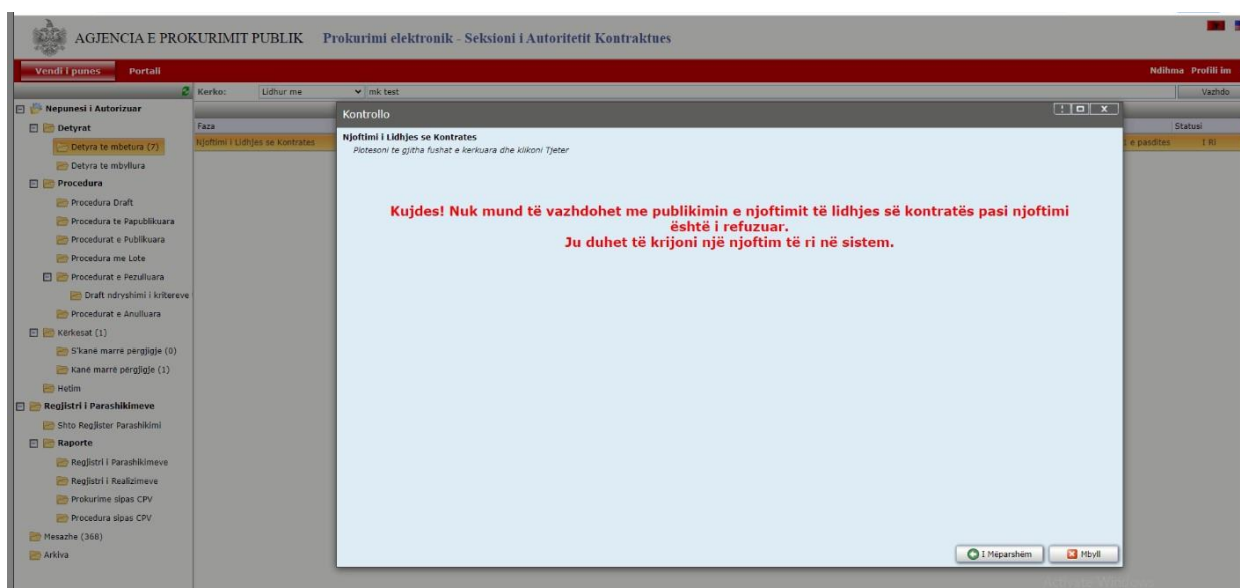 AGJENCIA E PROKURIMIT PUBLIK Prokurimi elektronik - Seksioni i Autoritetit Kontraktues
Vendi i punes Portali Ndihma Profili im
Kerko: Lidhur me mk test Vazhdo
Nepunesi i Autorizuar
Detyrat
Detyra te mbetura (7)
Detyra te mbyllura
Procedura
Procedura Draft
Procedura te Papublikuara
Procedurat e Publikuara
Procedura me Lote
Procedurat e Pezulluara
Draft ndryshimi i kritereve
Procedurat e Anulluara
Kërkesat (1)
S'kanë marrë përgjigje (0)
Kanë marrë përgjigje (1)
Hetim
Regjistri i Parashikimeve
Shto Regjister Parashikimi
Raporte
Regjistri i Parashikimeve
Regjistri i Realizimeve
Prokurime sipas CPV
Procedura sipas CPV
Mesazhe (368)
Arkiva
Faza Statusi
Njoftimi i Lidhjes se Kontrates e pasdites I Ri
Kontrollo
Njoftimi i Lidhjes se Kontrates
Plotesoni te gjitha fushat e kerkuara dhe klikoni Tjeter
Kujdes! Nuk mund të vazhdohet me publikimin e njoftimit të lidhjes së kontratës pasi njoftimi
është i refuzuar.
Ju duhet të krijoni një njoftim të ri në sistem.
I Mëparshëm Mbyll